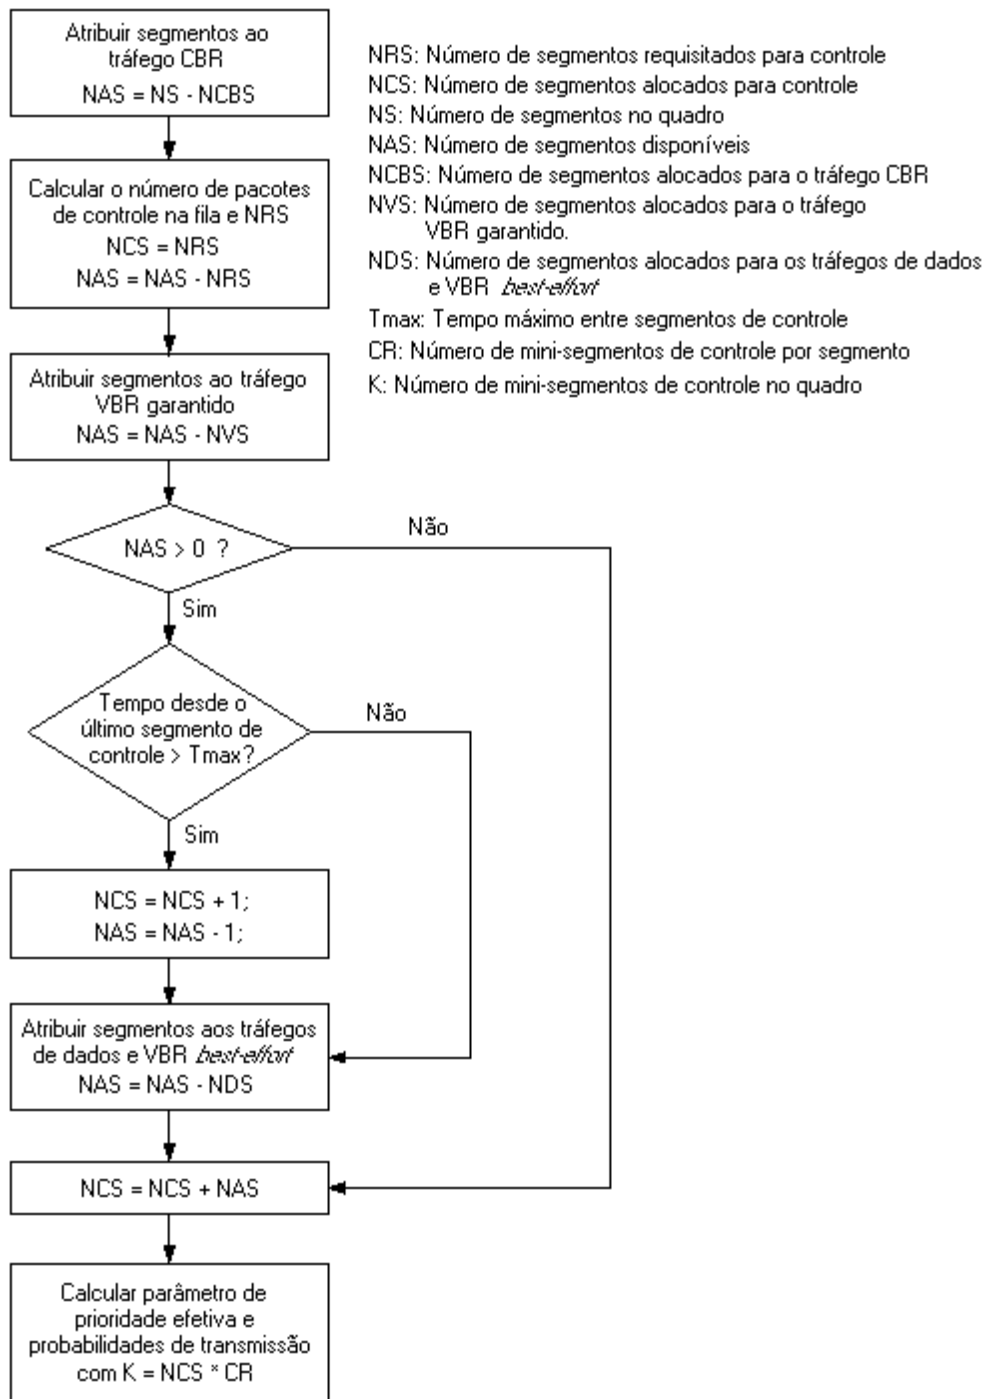 Atribuir segmentos ao
tráfego CBR
NAS = NS - NCBS
NRS: Número de segmentos requisitados para controle
NCS: Número de segmentos alocados para controle
NS: Número de segmentos no quadro
NAS: Número de segmentos disponíveis
NCBS: Número de segmentos alocados para o tráfego CBR
NVS: Número de segmentos alocados para o tráfego
VBR garantido.
NDS: Número de segmentos alocados para os tráfegos de dados
e VBR best-effort
Tmax: Tempo máximo entre segmentos de controle
CR: Número de mini-segmentos de controle por segmento
K: Número de mini-segmentos de controle no quadro
Calcular o número de pacotes
de controle na fila e NRS
NCS = NRS
NAS = NAS - NRS
Atribuir segmentos ao tráfego
VBR garantido
NAS = NAS - NVS
NAS > 0 ?
Não
Sim
Tempo desde o
último segmento de
controle > Tmax?
Não
Sim
NCS = NCS + 1;
NAS = NAS - 1;
Atribuir segmentos aos tráfegos
de dados e VBR best-effort
NAS = NAS - NDS
NCS = NCS + NAS
Calcular parâmetro de
prioridade efetiva e
probabilidades de transmissão
com K = NCS * CR